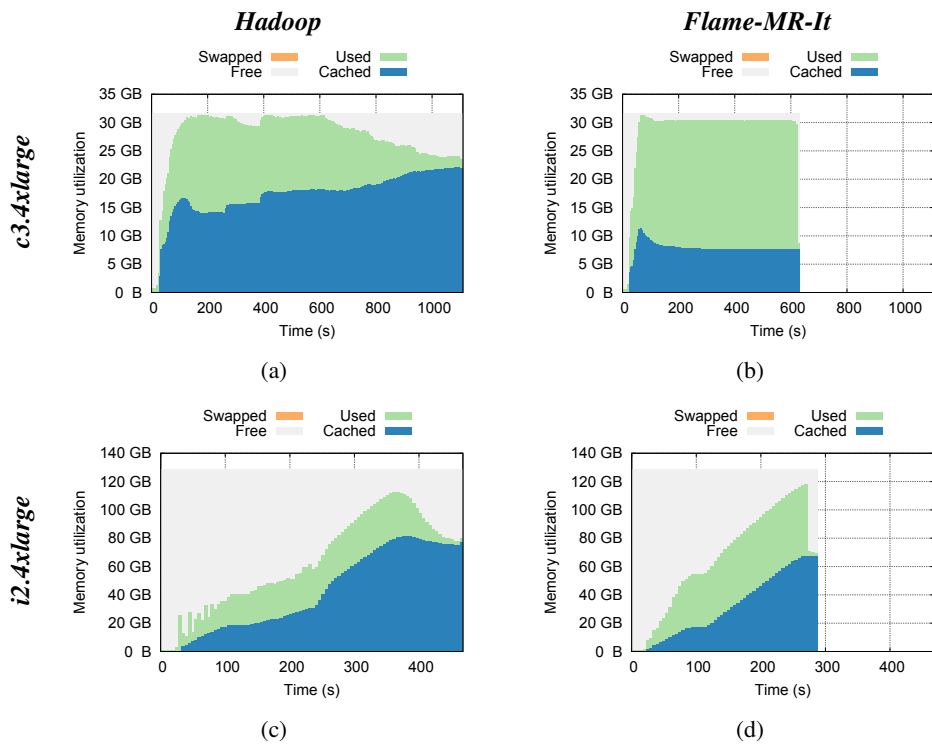 Hadoop
Flame-MR-It
c3.4xlarge
Swapped Used
Free Cached
35 GB
30 GB
25 GB
20 GB
15 GB
10 GB
5 GB
0 B
Memory utilization
0 200 400 600 800 1000
Time (s)
(a)
Swapped Used
Free Cached
35 GB
30 GB
25 GB
20 GB
15 GB
10 GB
5 GB
0 B
Memory utilization
0 200 400 600 800 1000
Time (s)
(b)
i2.4xlarge
Swapped Used
Free Cached
140 GB
120 GB
100 GB
80 GB
60 GB
40 GB
20 GB
0 B
Memory utilization
0 100 200 300 400
Time (s)
(c)
Swapped Used
Free Cached
140 GB
120 GB
100 GB
80 GB
60 GB
40 GB
20 GB
0 B
Memory utilization
0 100 200 300 400
Time (s)
(d)